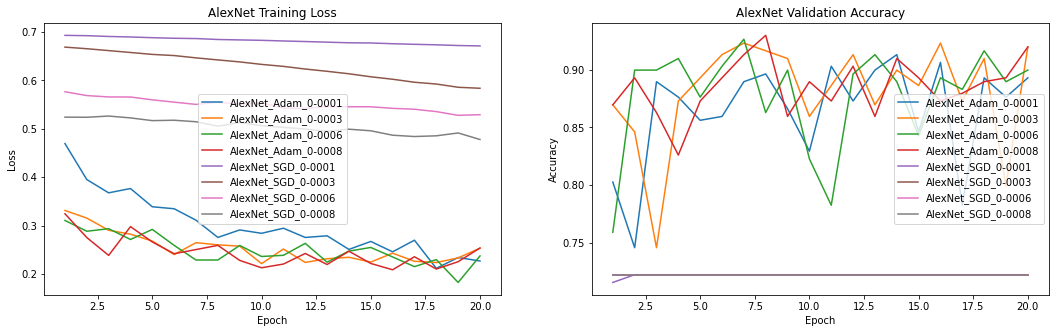 AlexNet Training Loss
0.7
0.6
0.5
0.4
0.3
0.2
Loss
2.5
5.0
7.5
10.0
12.5
15.0
17.5
20.0
Epoch
AlexNet_Adam_0-0001
AlexNet_Adam_0-0003
AlexNet_Adam_0-0006
AlexNet_Adam_0-0008
AlexNet_SGD_0-0001
AlexNet_SGD_0-0003
AlexNet_SGD_0-0006
AlexNet_SGD_0-0008
AlexNet Validation Accuracy
0.90
0.85
0.80
0.75
Accuracy
2.5
5.0
7.5
10.0
12.5
15.0
17.5
20.0
Epoch
AlexNet_Adam_0-0001
AlexNet_Adam_0-0003
AlexNet_Adam_0-0006
AlexNet_Adam_0-0008
AlexNet_SGD_0-0001
AlexNet_SGD_0-0003
AlexNet_SGD_0-0006
AlexNet_SGD_0-0008